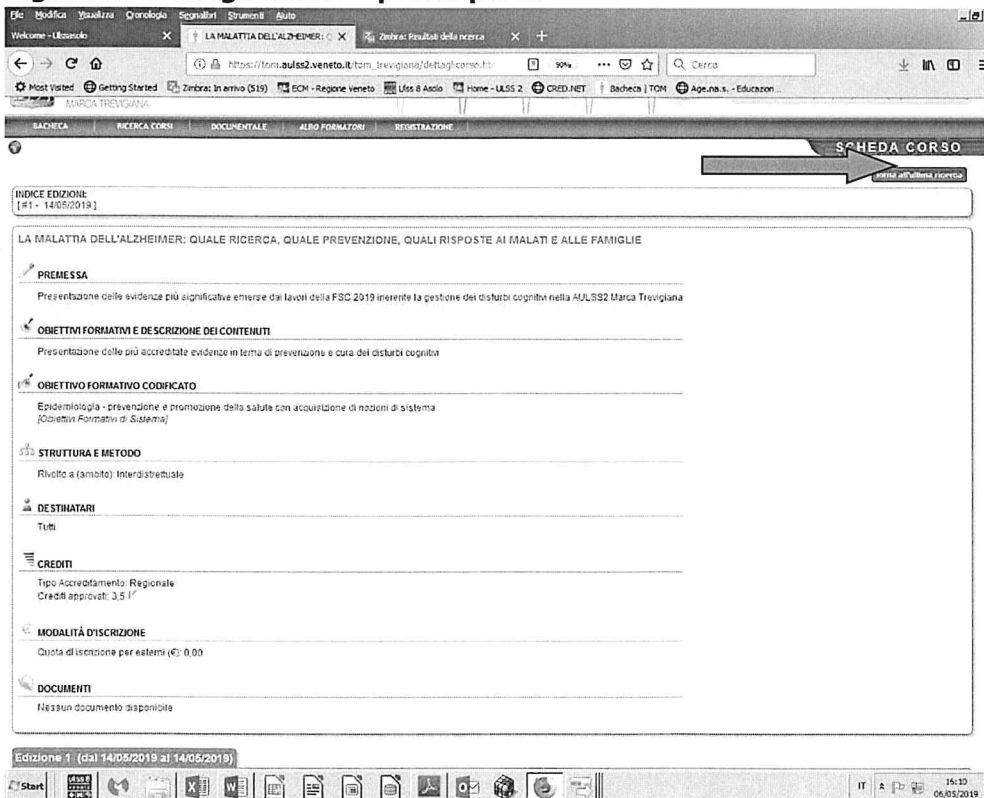 File Modifica Visualizza Cronologia Segnalibri Strumenti Aiuto
Welcome - Ulssasolo
LA MALATTIA DELL'ALZHEIMER: Q
Zimbra: Risultati della ricerca
https://tom.aulss2.veneto.it/tom_trevigiana/dettagli.corso.ht
90%
Cerca
Most Visited Getting Started Zimbra: In arrivo (519) ECM - Regione Veneto Ulss 8 Asolo Home - ULSS 2 CRED.NET Bacheca | TOM Age.na.s. - Educazion...
MARCA TREVIGIANA
BACHECA RICERCA CORSI DOCUMENTALE ALBO FORMATORI REGISTRAZIONE
SCHEDA CORSO
torna all'ultima ricerca
INDICE EDIZIONI:
[ #1 - 14/05/2019 ]
LA MALATTIA DELL'ALZHEIMER: QUALE RICERCA, QUALE PREVENZIONE, QUALI RISPOSTE AI MALATI E ALLE FAMIGLIE
PREMESSA
Presentazione delle evidenze più significative emerse dai lavori della FSC 2019 inerente la gestione dei disturbi cognitivi nella AULSS2 Marca Trevigiana
OBIETTIVI FORMATIVI E DESCRIZIONE DEI CONTENUTI
Presentazione delle più accreditate evidenze in tema di prevenzione e cura dei disturbi cognitivi
OBIETTIVO FORMATIVO CODIFICATO
Epidemiologia - prevenzione e promozione della salute con acquisizione di nozioni di sistema
[Obiettivi Formativi di Sistema]
STRUTTURA E METODO
Rivolto a (ambito): Interdistrettuale
DESTINATARI
Tutti
CREDITI
Tipo Accreditamento: Regionale
Crediti approvati: 3,5
MODALITÀ D'ISCRIZIONE
Quota di iscrizione per esterni (€): 0,00
DOCUMENTI
Nessun documento disponibile
Edizione 1 (dal 14/05/2019 al 14/05/2019)
Start
IT
16:10
06/05/2019